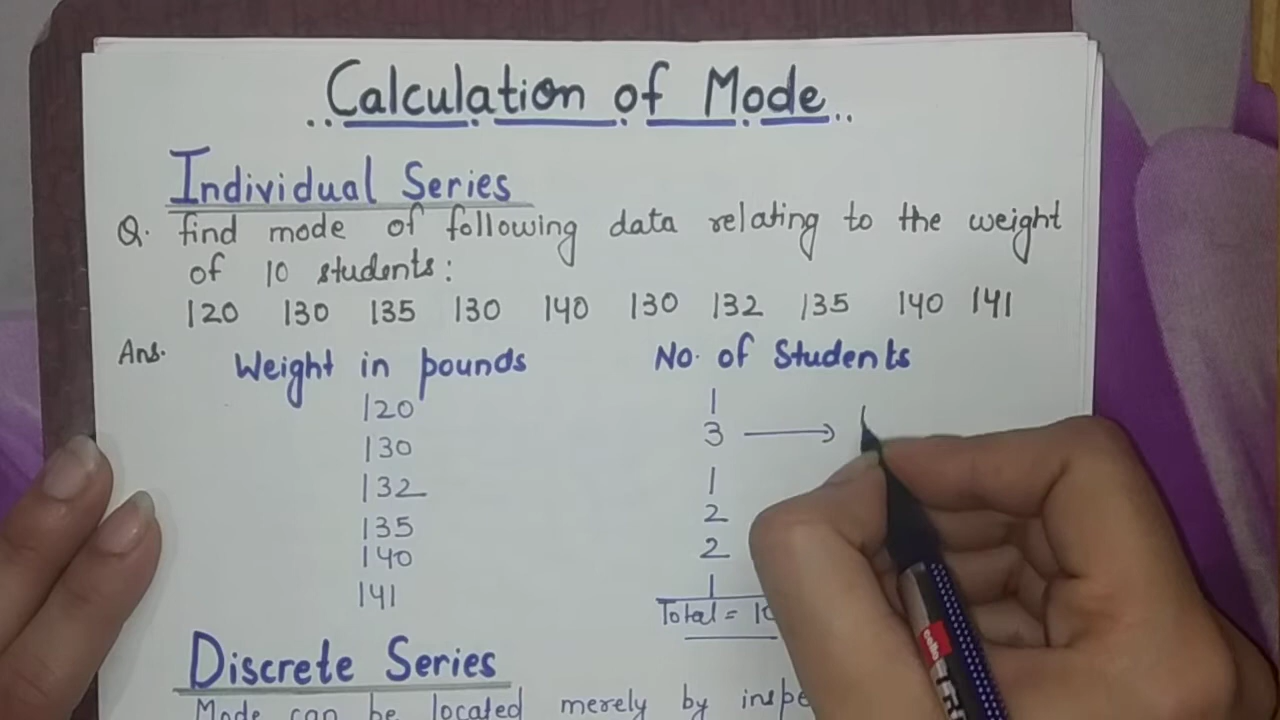 Calculation of Mode
Individual Series
Q. find mode of following data relating to the weight
of 10 students:
120 130 135 130 140 130 132 135 140 141
Ans. Weight in pounds No. of Students
120 1
130 3 →
132 1
135 2
140 2
141 1
Total = 10
Discrete Series
Mode can be located merely by inspe
cello